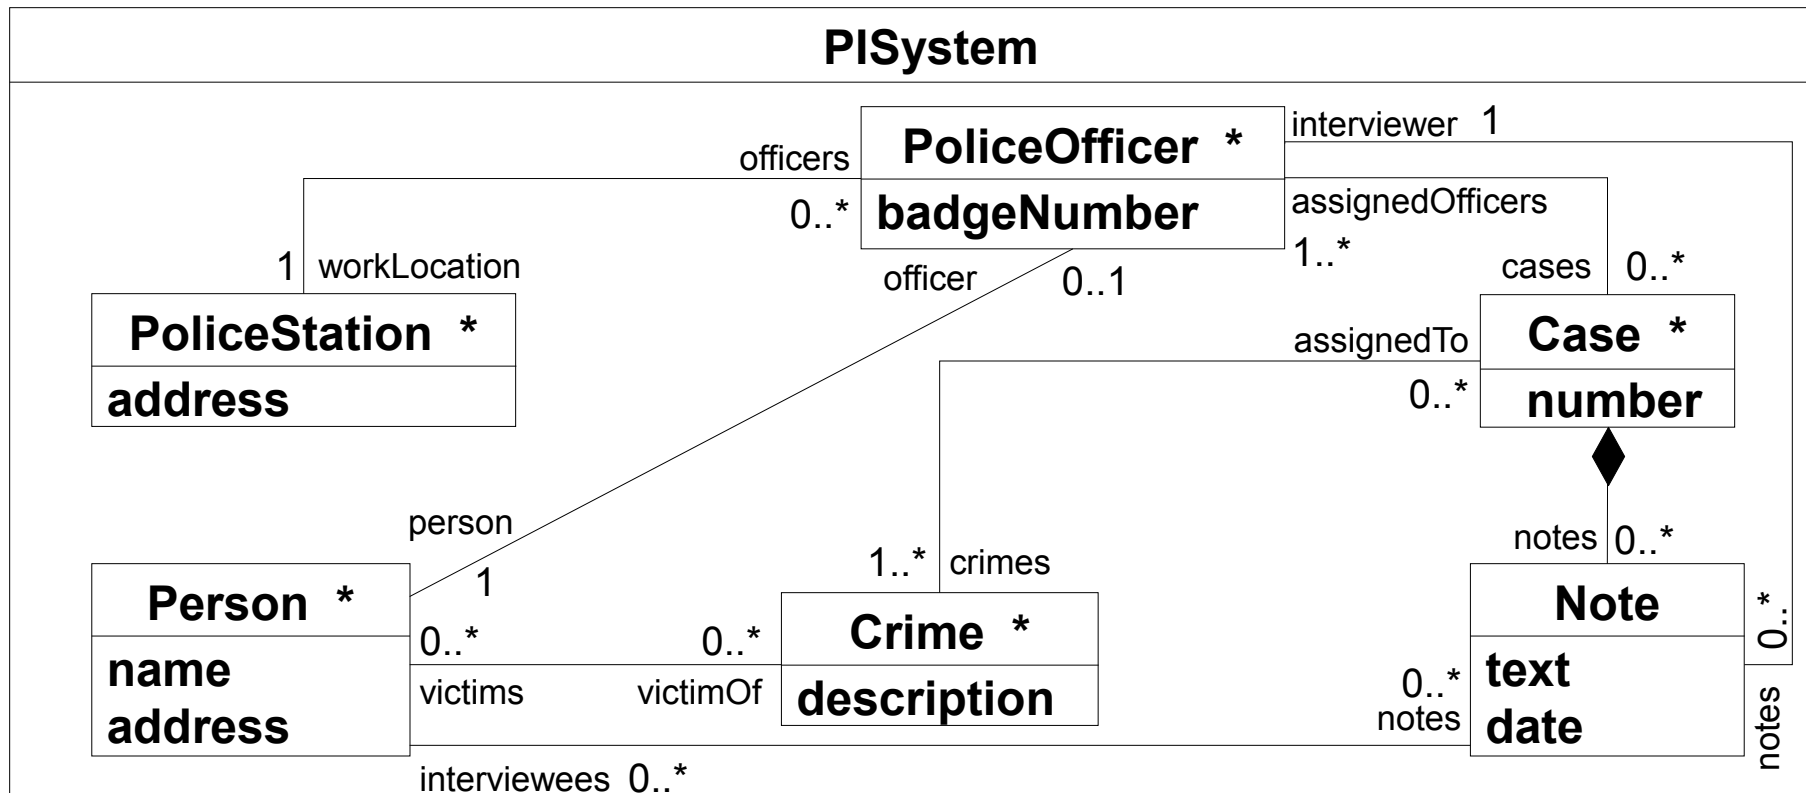 PISystem
interviewer 1
PoliceOfficer *
officers
badgeNumber
assignedOfficers
0..*
1..*
1 workLocation
officer
0..1
cases 0..*
PoliceStation *
address
assignedTo
Case *
0..*
number
person
1
1..* crimes
notes 0..*
Person *
name
address
0..*
victims
0..*
victimOf
Crime *
description
Note
text
date
0..*
notes
0..*
notes
interviewees 0..*